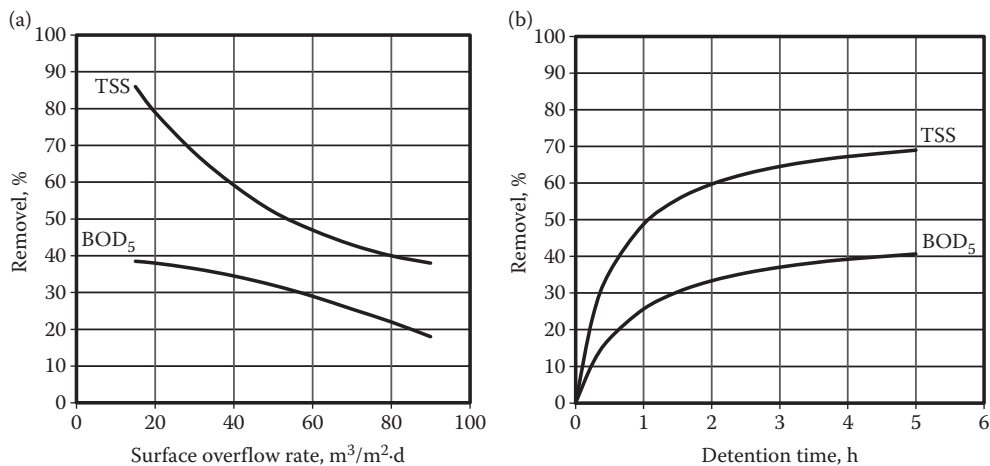 (a)
100
90
80
70
60
50
40
30
20
10
0
Removel, %
TSS
BOD₅
0 20 40 60 80 100
Surface overflow rate, m³/m²·d
(b)
100
90
80
70
60
50
40
30
20
10
0
Removel, %
TSS
BOD₅
0 1 2 3 4 5 6
Detention time, h